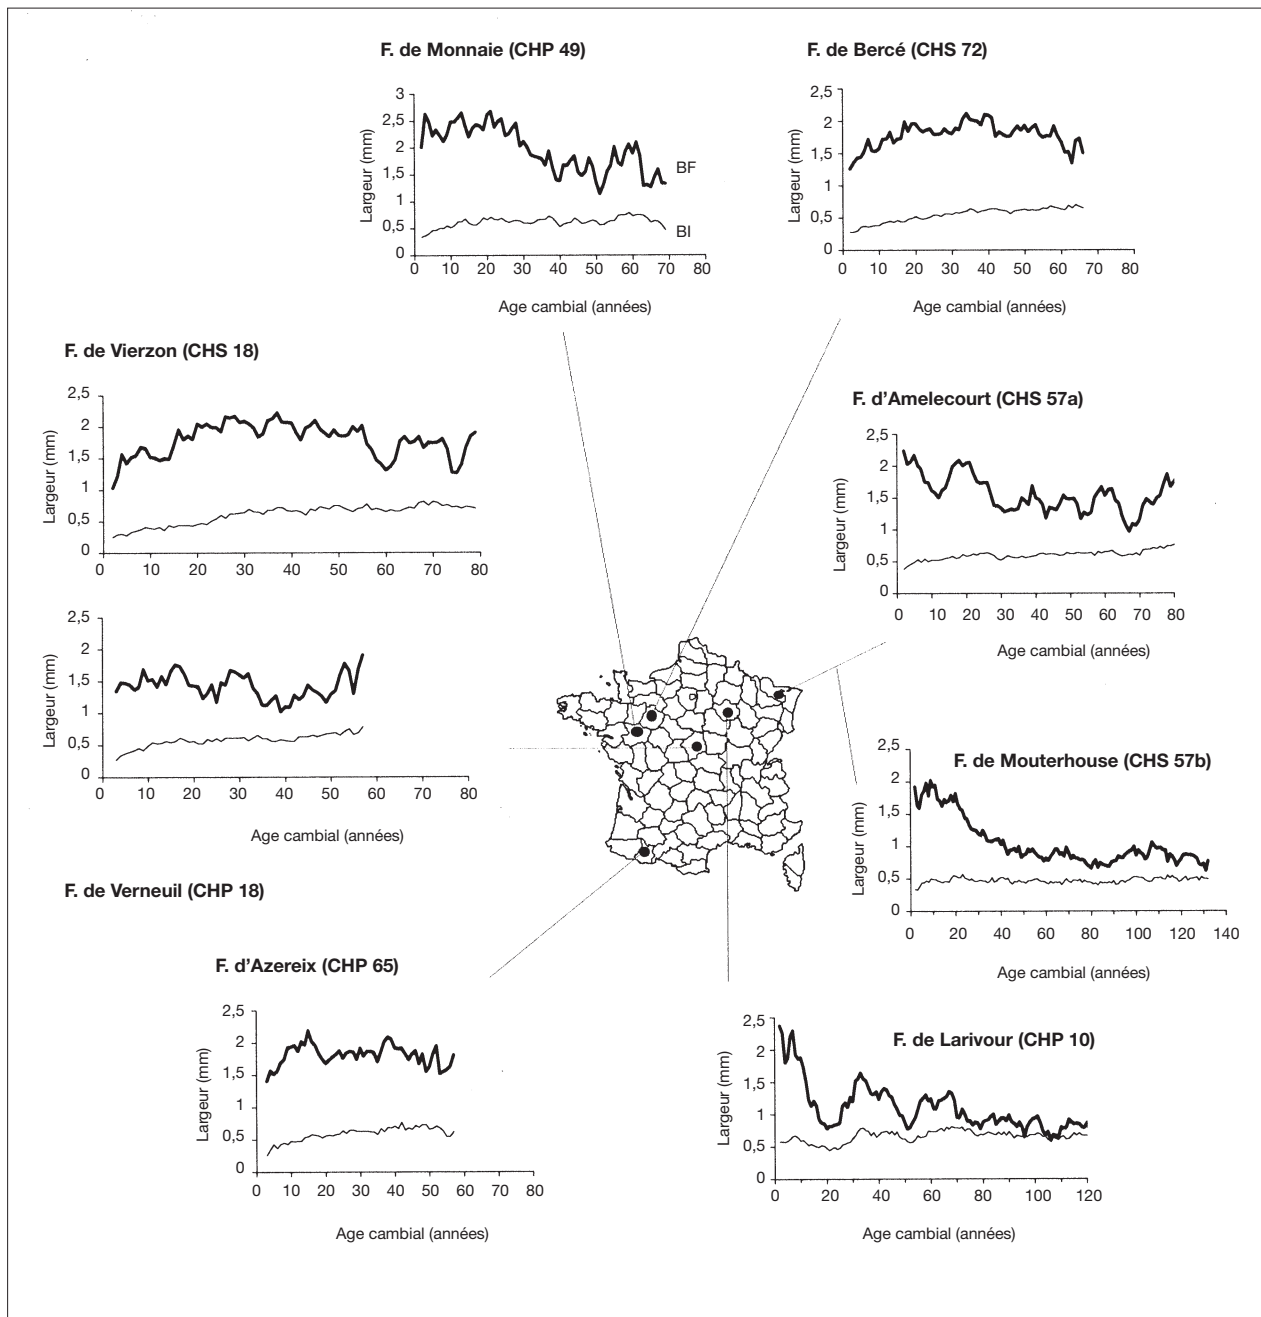 F. de Monnaie (CHP 49)
Largeur (mm)
3
2,5
2
1,5
1
0,5
0
BF
BI
0 10 20 30 40 50 60 70 80
Age cambial (années)
F. de Bercé (CHS 72)
Largeur (mm)
2,5
2
1,5
1
0,5
0
0 10 20 30 40 50 60 70 80
Age cambial (années)
F. de Vierzon (CHS 18)
Largeur (mm)
2,5
2
1,5
1
0,5
0
0 10 20 30 40 50 60 70 80
F. d'Amelecourt (CHS 57a)
Largeur (mm)
2,5
2
1,5
1
0,5
0
0 10 20 30 40 50 60 70 80
Age cambial (années)
Largeur (mm)
2,5
2
1,5
1
0,5
0
0 10 20 30 40 50 60 70 80
Age cambial (années)
F. de Verneuil (CHP 18)
F. de Mouterhouse (CHS 57b)
Largeur (mm)
2,5
2
1,5
1
0,5
0
0 20 40 60 80 100 120 140
Age cambial (années)
F. d'Azereix (CHP 65)
Largeur (mm)
2,5
2
1,5
1
0,5
0
0 10 20 30 40 50 60 70 80
Age cambial (années)
F. de Larivour (CHP 10)
Largeur (mm)
2,5
2
1,5
1
0,5
0
0 20 40 60 80 100 120
Age cambial (années)